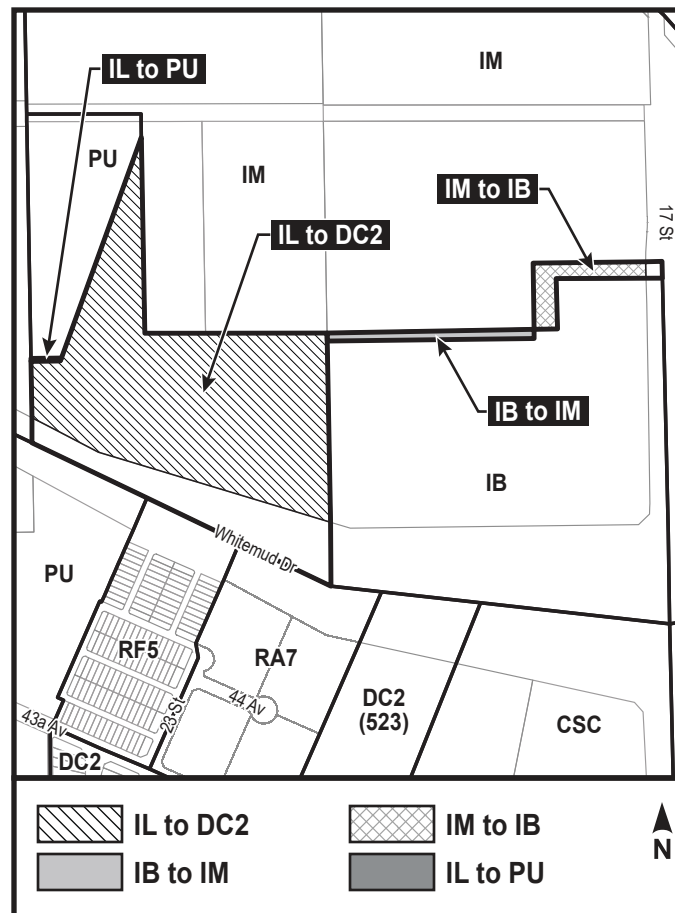 IM
IL to PU
PU
IM
IM to IB
17 St
IL to DC2
IB to IM
IB
Whitemud Dr
PU
RF5
RA7
44 Av
23 St
DC2
(523)
CSC
43a Av
DC2
IL to DC2
IM to IB
IB to IM
IL to PU
N